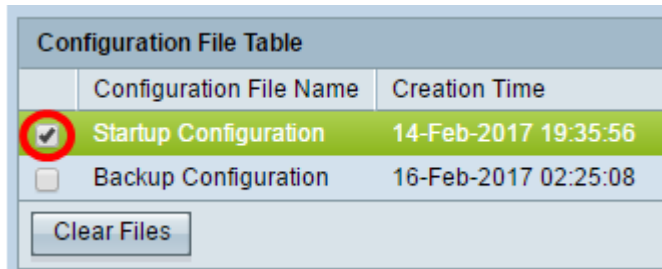 Configuration File Table
Configuration File Name Creation Time
Startup Configuration 14-Feb-2017 19:35:56
Backup Configuration 16-Feb-2017 02:25:08
Clear Files